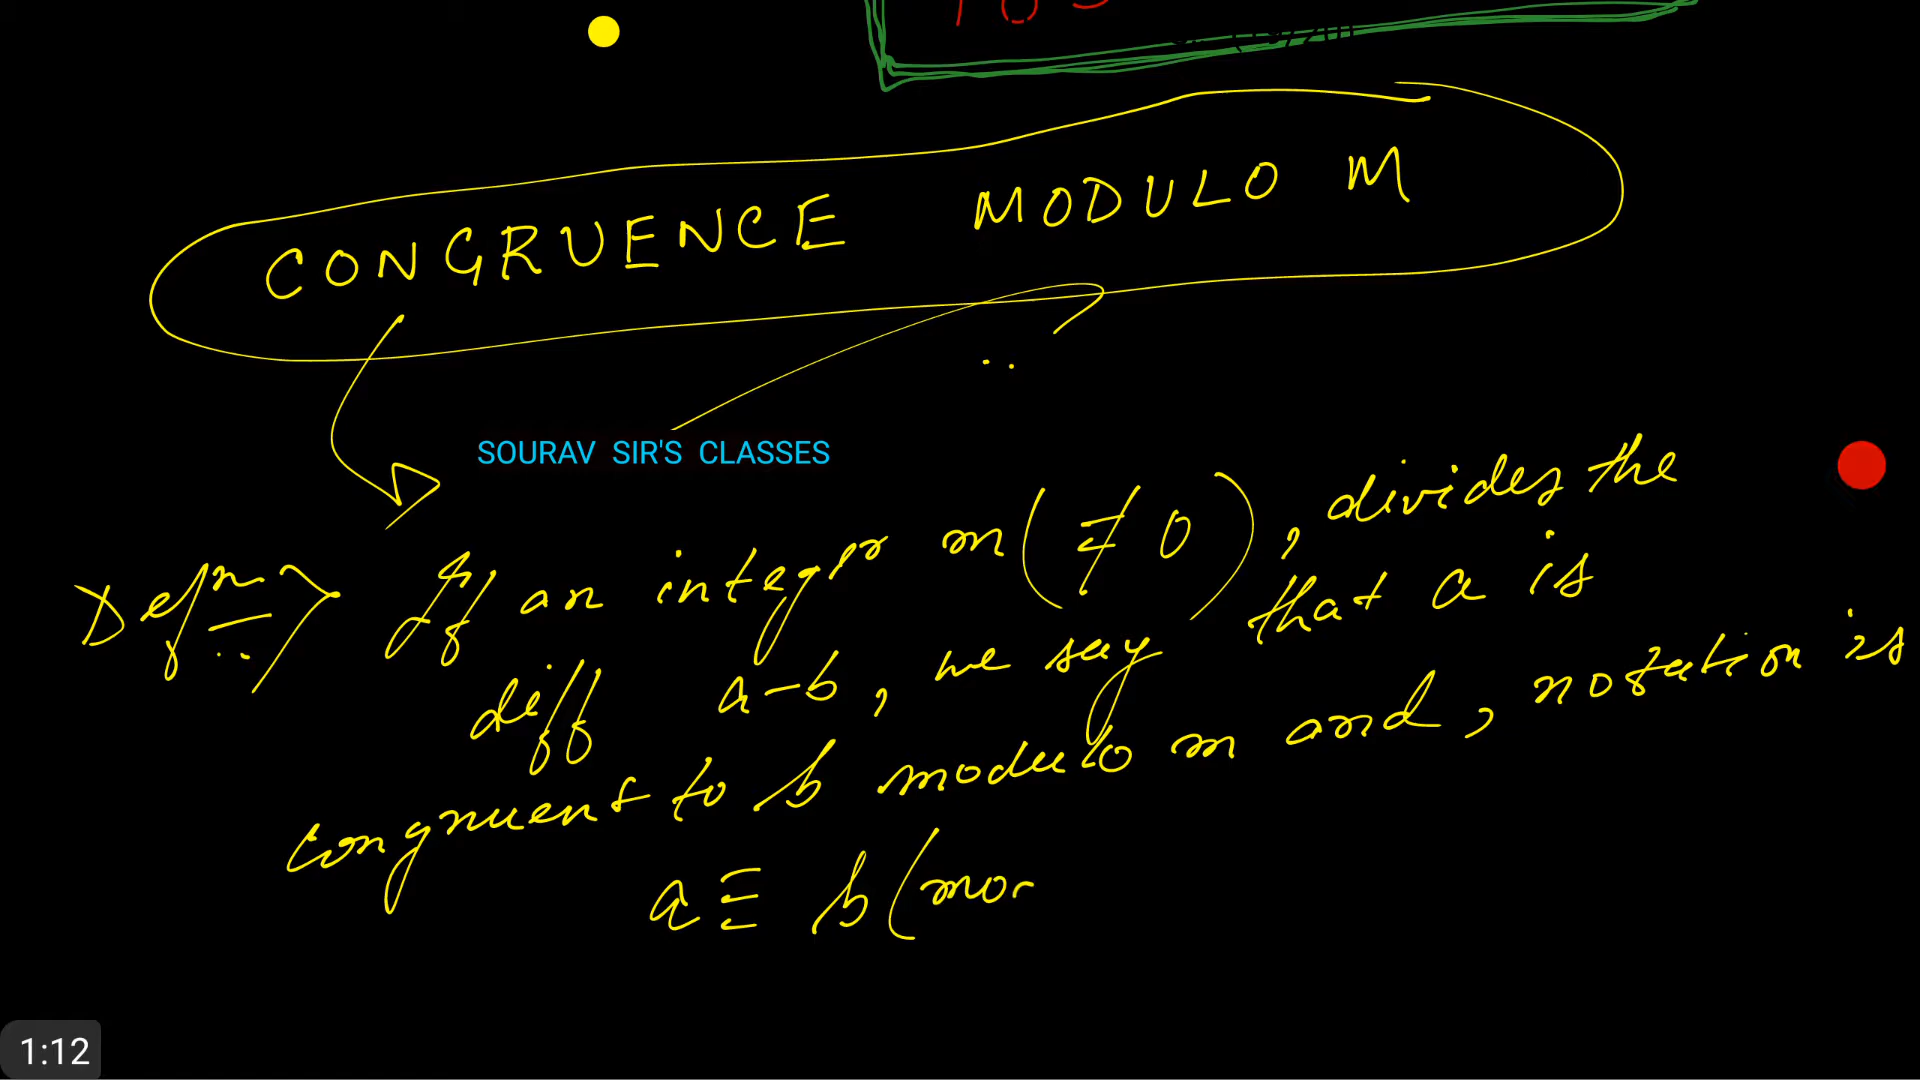 CONGRUENCE MODULO M
SOURAV SIR'S CLASSES
Defn If an integer m(≠0), divides the
diff a-b, we say that a is
congruent to b modulo m and, notation is
a≡ b(mo
1:12